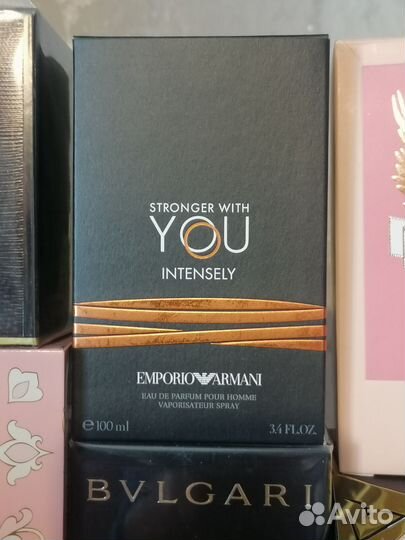 STRONGER WITH
YOU
INTENSELY
EMPORIO ARMANI
EAU DE PARFUM POUR HOMME
VAPORISATEUR SPRAY
e 100 ml 3.4 FL.OZ.
BVLGARI
Avito